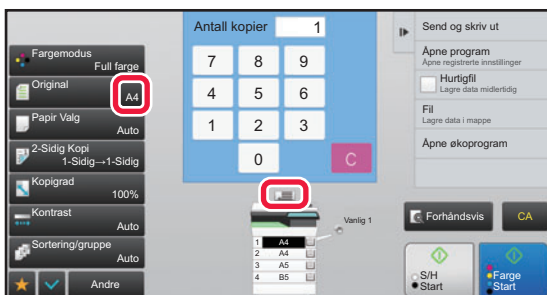 Antall kopier 1
Fargemodus
Full farge
Original
A4
Papir Valg
Auto
2-Sidig Kopi
1-Sidig→1-Sidig
Kopigrad
100%
Kontrast
Auto
Sortering/gruppe
Auto
Andre
7 8 9
4 5 6
1 2 3
0 C
Vanlig 1
1 A4
2 A4
3 A5
4 B5
Send og skriv ut
Åpne program
Åpne registrerte innstillinger
Hurtigfil
Lagre data midlertidig
Fil
Lagre data i mappe
Åpne økoprogram
Forhåndsvis
CA
S/H
Start
Farge
Start